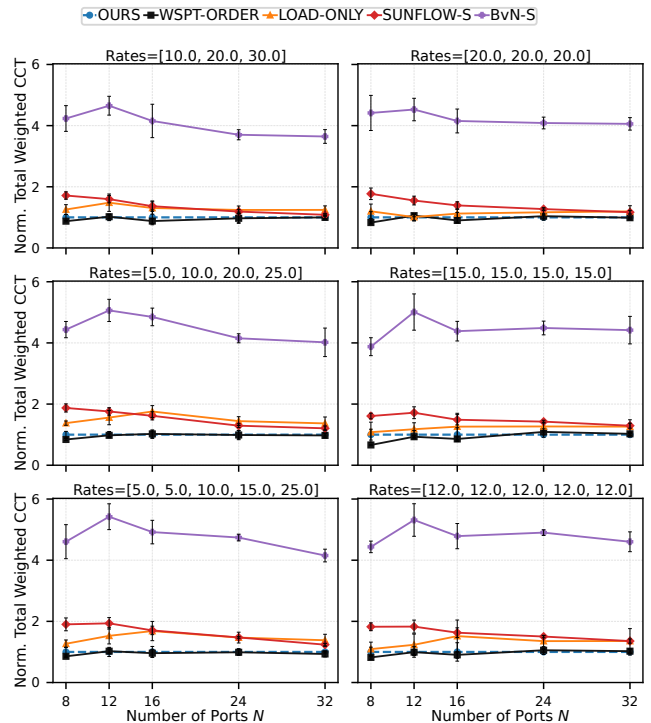 OURS WSPT-ORDER LOAD-ONLY SUNFLOW-S BvN-S
Rates=[10.0, 20.0, 30.0]
Rates=[20.0, 20.0, 20.0]
Norm. Total Weighted CCT
6
4
2
0
Norm. Total Weighted CCT
Rates=[5.0, 10.0, 20.0, 25.0]
Rates=[15.0, 15.0, 15.0, 15.0]
6
4
2
0
Norm. Total Weighted CCT
Rates=[5.0, 5.0, 10.0, 15.0, 25.0]
Rates=[12.0, 12.0, 12.0, 12.0, 12.0]
6
4
2
0
8 12 16 24 32
8 12 16 24 32
Number of Ports N
Number of Ports N